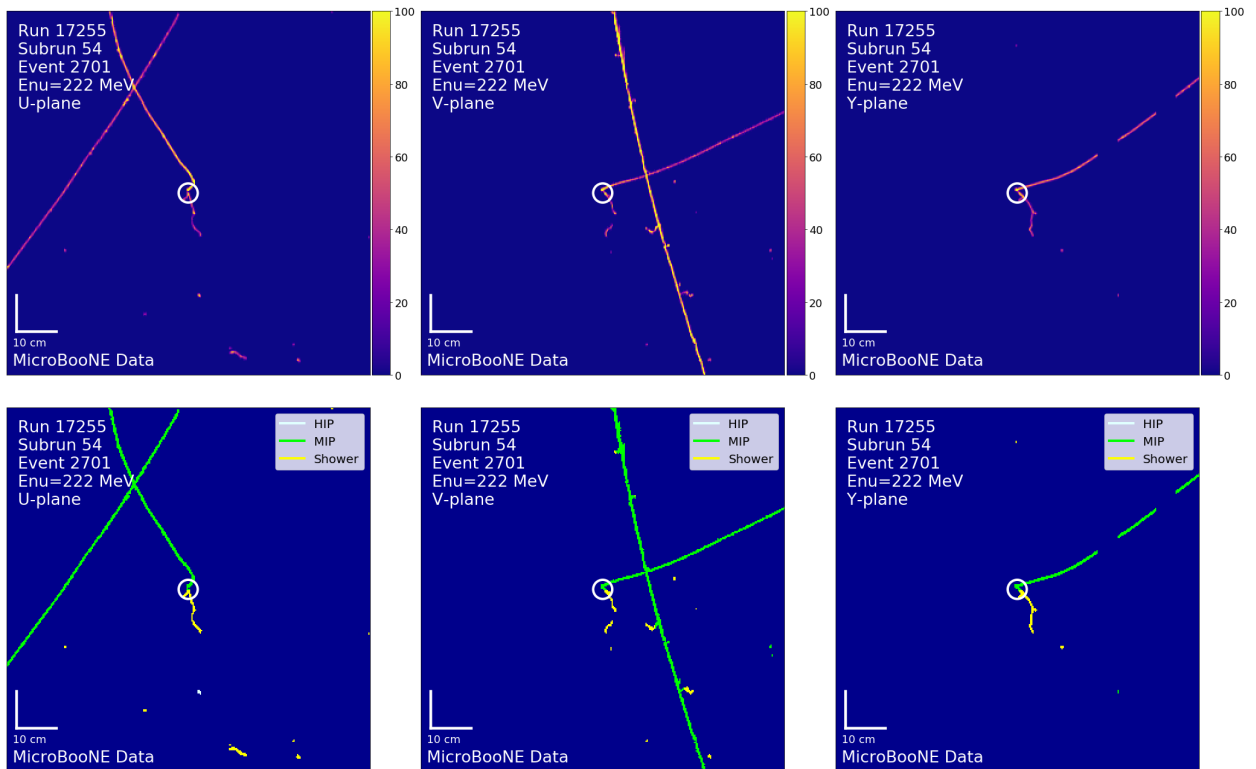 Run 17255
Subrun 54
Event 2701
Enu=222 MeV
U-plane
10 cm
MicroBooNE Data
100
80
60
40
20
0
Run 17255
Subrun 54
Event 2701
Enu=222 MeV
V-plane
10 cm
MicroBooNE Data
100
80
60
40
20
0
Run 17255
Subrun 54
Event 2701
Enu=222 MeV
Y-plane
10 cm
MicroBooNE Data
100
80
60
40
20
0
Run 17255
Subrun 54
Event 2701
Enu=222 MeV
U-plane
HIP
MIP
Shower
10 cm
MicroBooNE Data
Run 17255
Subrun 54
Event 2701
Enu=222 MeV
V-plane
HIP
MIP
Shower
10 cm
MicroBooNE Data
Run 17255
Subrun 54
Event 2701
Enu=222 MeV
Y-plane
HIP
MIP
Shower
10 cm
MicroBooNE Data